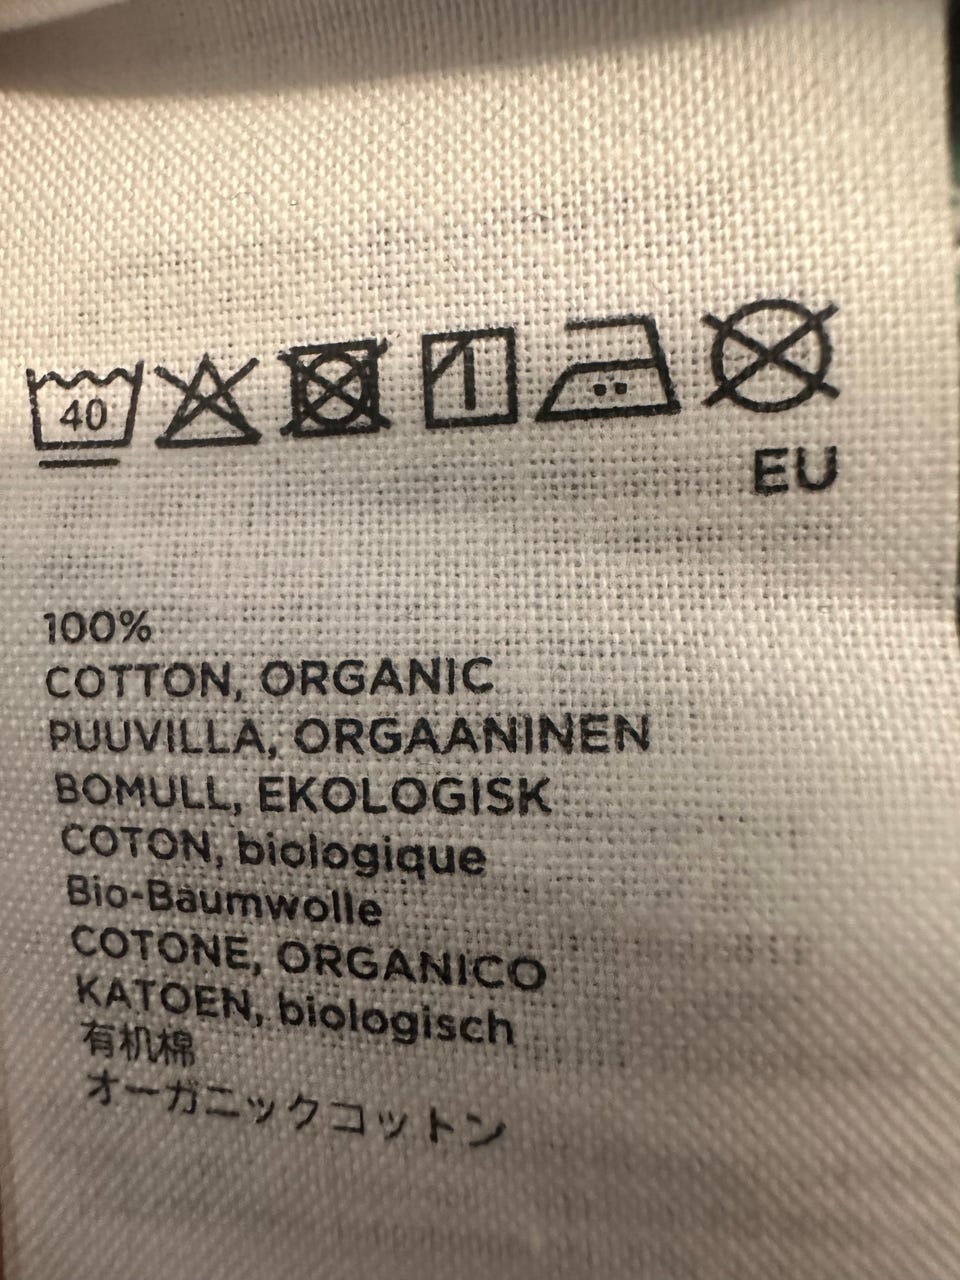 40
EU
100%
COTTON, ORGANIC
PUUVILLA, ORGAANINEN
BOMULL, EKOLOGISK
COTON, biologique
Bio-Baumwolle
COTONE, ORGANICO
KATOEN, biologisch
有机棉
オーガニックコットン